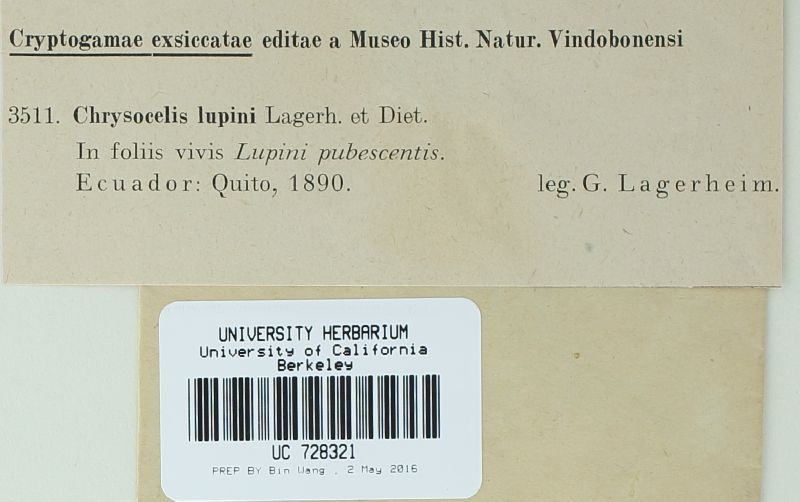 Cryptogamae exsiccatae editae a Museo Hist. Natur. Vindobonensi
3511. Chrysocelis lupini Lagerh. et Diet.
In foliis vivis Lupini pubescentis.
Ecuador: Quito, 1890. leg. G. Lagerheim.
UNIVERSITY HERBARIUM
University of California
Berkeley
UC 728321
PREP BY Bin Wang . 2 May 2016